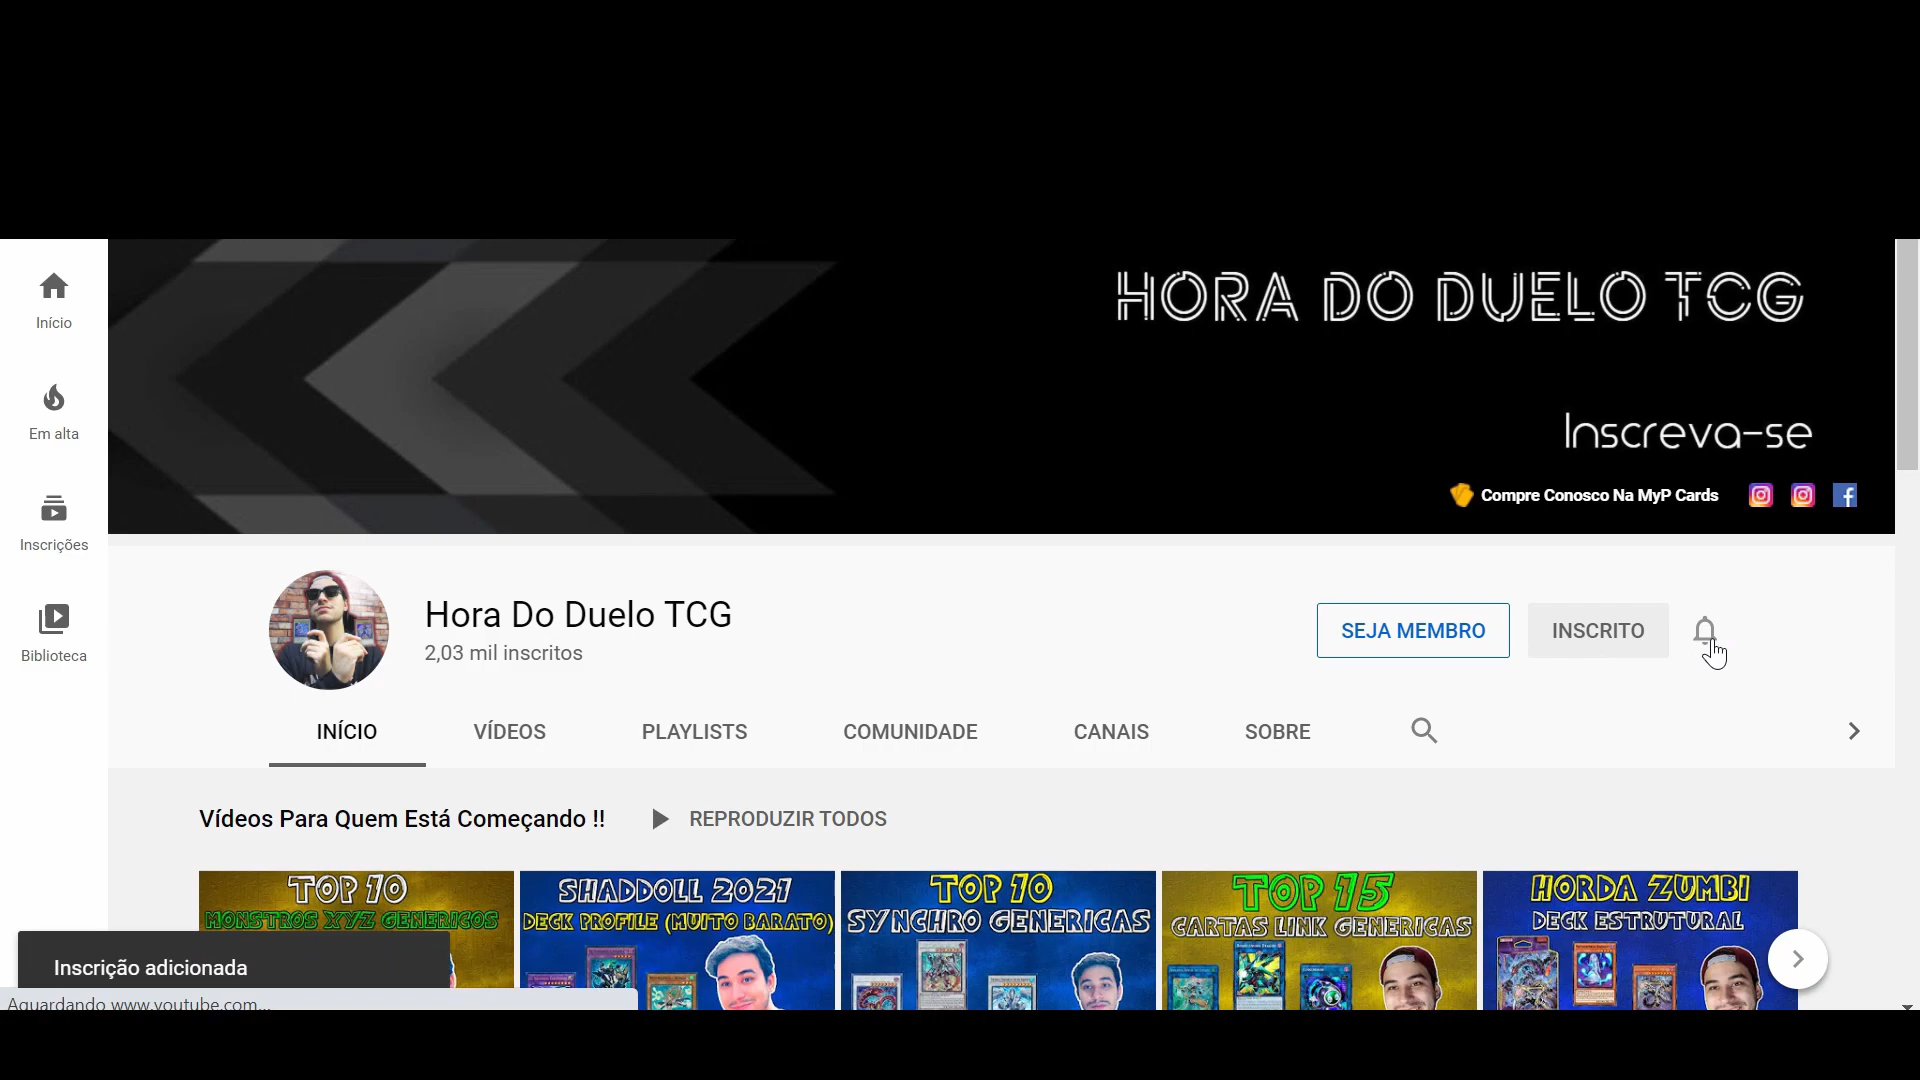 HORA DO DUELO TCG
Inscreva-se
Compre Conosco Na MyP Cards
Início
Em alta
Inscrições
Biblioteca
Hora Do Duelo TCG
2,03 mil inscritos
SEJA MEMBRO
INSCRITO
INÍCIO
VÍDEOS
PLAYLISTS
COMUNIDADE
CANAIS
SOBRE
Vídeos Para Quem Está Começando !!
REPRODUZIR TODOS
TOP 10
MONSTROS XYZ GENERICOS
SHADDOLL 2021
DECK PROFILE (MUITO BARATO)
TOP 10
SYNCHRO GENERICAS
TOP 15
CARTAS LINK GENERICAS
HORDA ZUMBI
DECK ESTRUTURAL
Inscrição adicionada
Aguardando www.youtube.com...